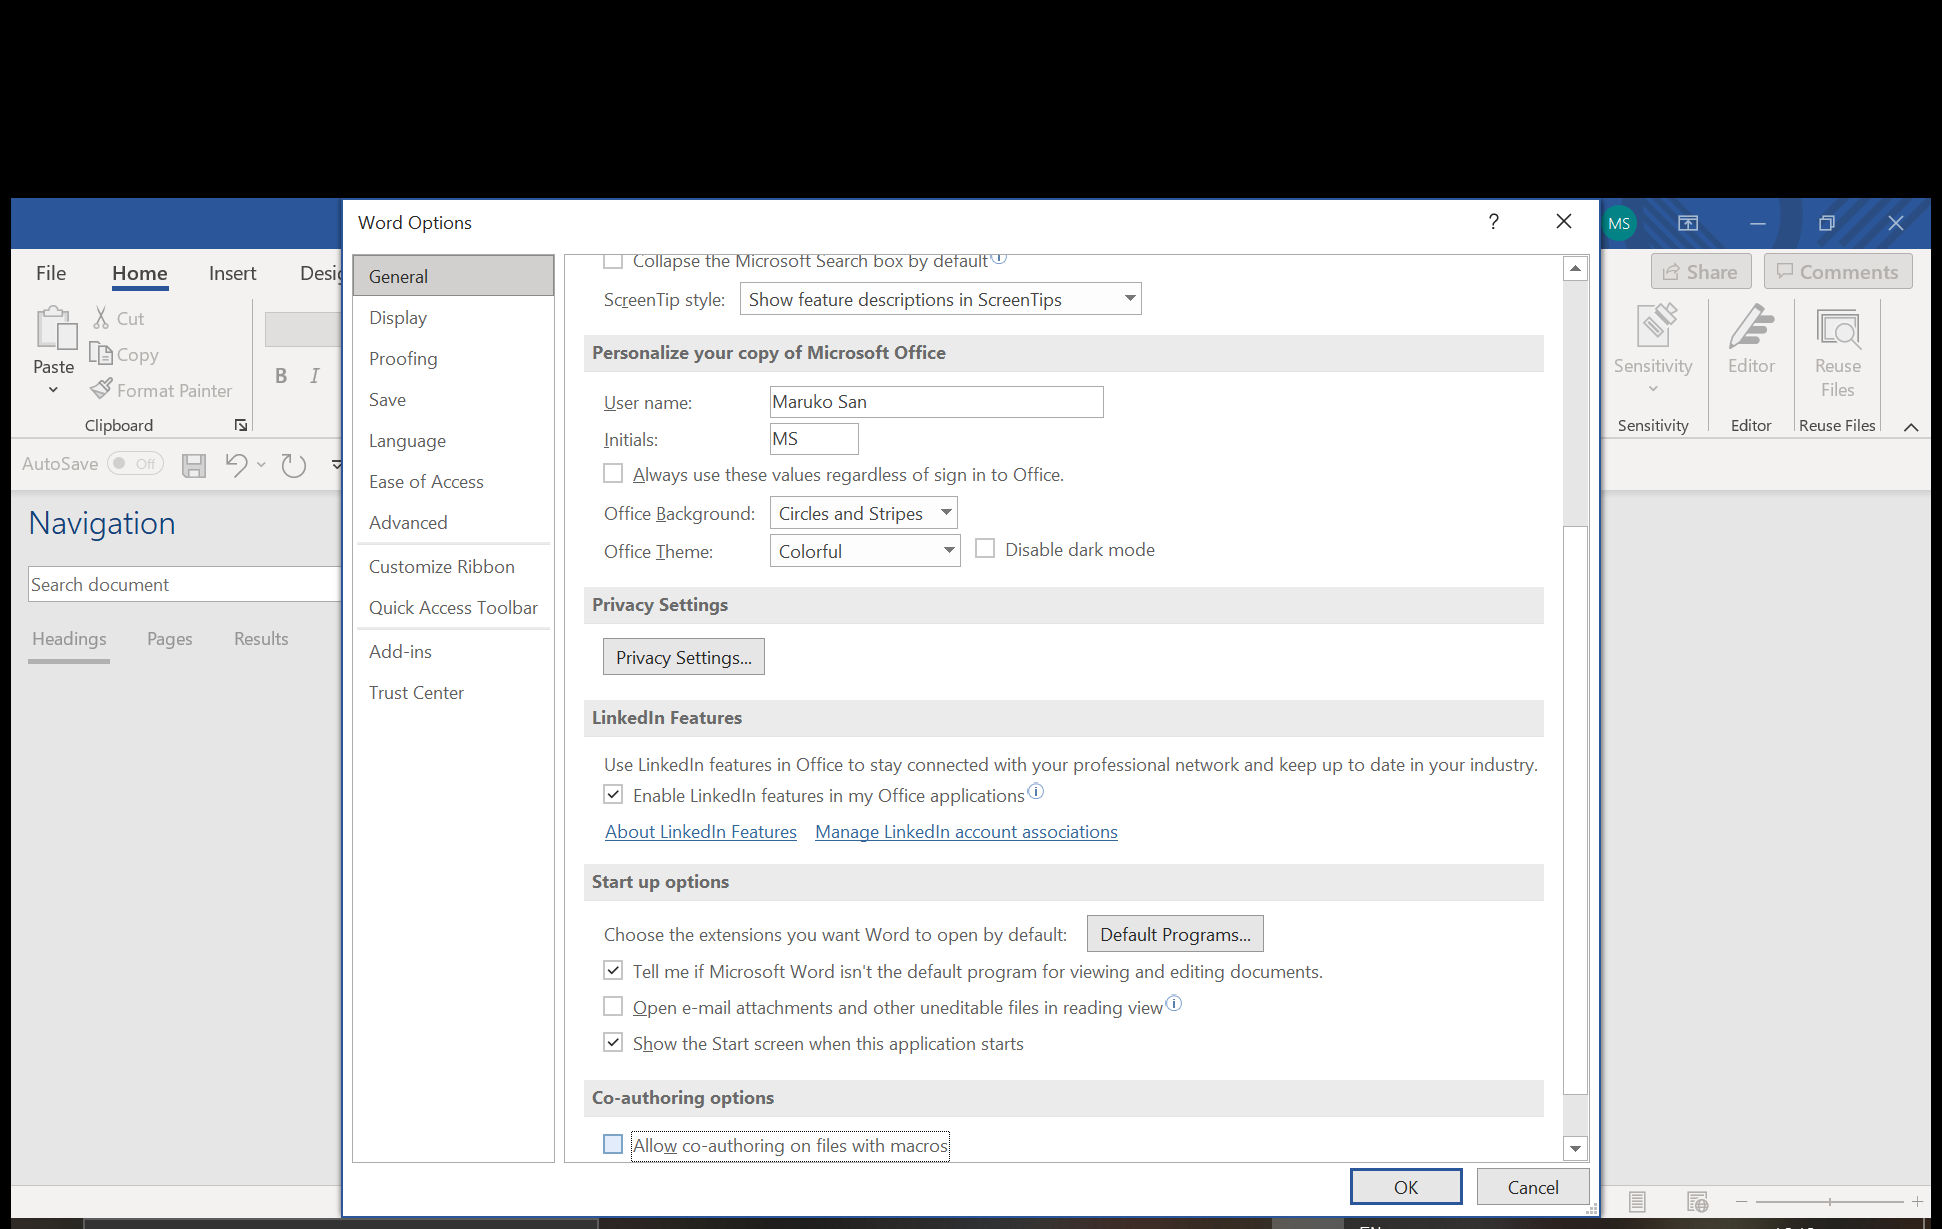 Word Options
?
MS
File
Home
Insert
Share
Comments
Paste
Cut
Copy
Format Painter
B
I
Clipboard
Sensitivity
Editor
Reuse
Files
Sensitivity
Editor
Reuse Files
AutoSave
Off
Navigation
Search document
Headings
Pages
Results
General
Display
Proofing
Save
Language
Ease of Access
Advanced
Customize Ribbon
Quick Access Toolbar
Add-ins
Trust Center
Collapse the Microsoft Search box by default
ScreenTip style: Show feature descriptions in ScreenTips
Personalize your copy of Microsoft Office
User name: Maruko San
Initials: MS
Always use these values regardless of sign in to Office.
Office Background: Circles and Stripes
Office Theme: Colorful
Disable dark mode
Privacy Settings
Privacy Settings...
LinkedIn Features
Use LinkedIn features in Office to stay connected with your professional network and keep up to date in your industry.
Enable LinkedIn features in my Office applications
About LinkedIn Features
Manage LinkedIn account associations
Start up options
Choose the extensions you want Word to open by default: Default Programs...
Tell me if Microsoft Word isn't the default program for viewing and editing documents.
Open e-mail attachments and other uneditable files in reading view
Show the Start screen when this application starts
Co-authoring options
Allow co-authoring on files with macros
OK
Cancel